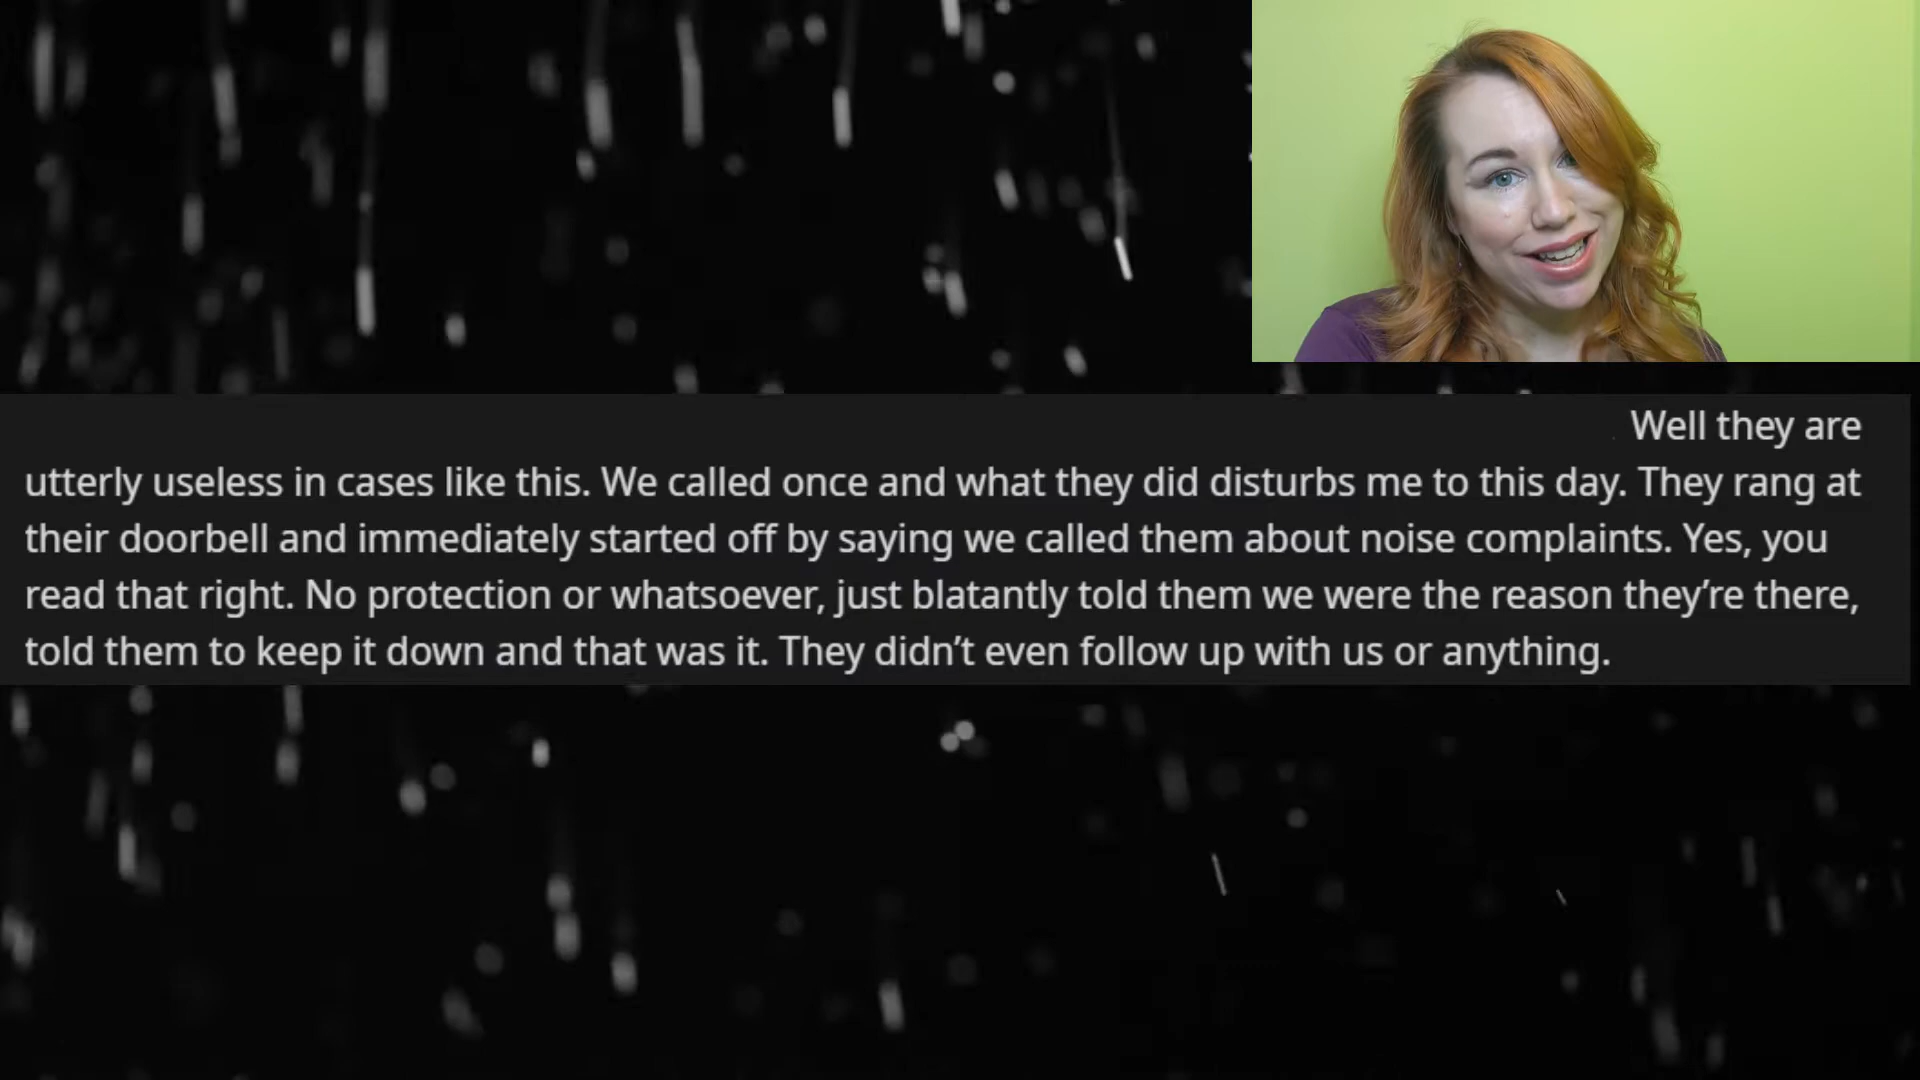 Well they are
utterly useless in cases like this. We called once and what they did disturbs me to this day. They rang at
their doorbell and immediately started off by saying we called them about noise complaints. Yes, you
read that right. No protection or whatsoever, just blatantly told them we were the reason they’re there,
told them to keep it down and that was it. They didn’t even follow up with us or anything.